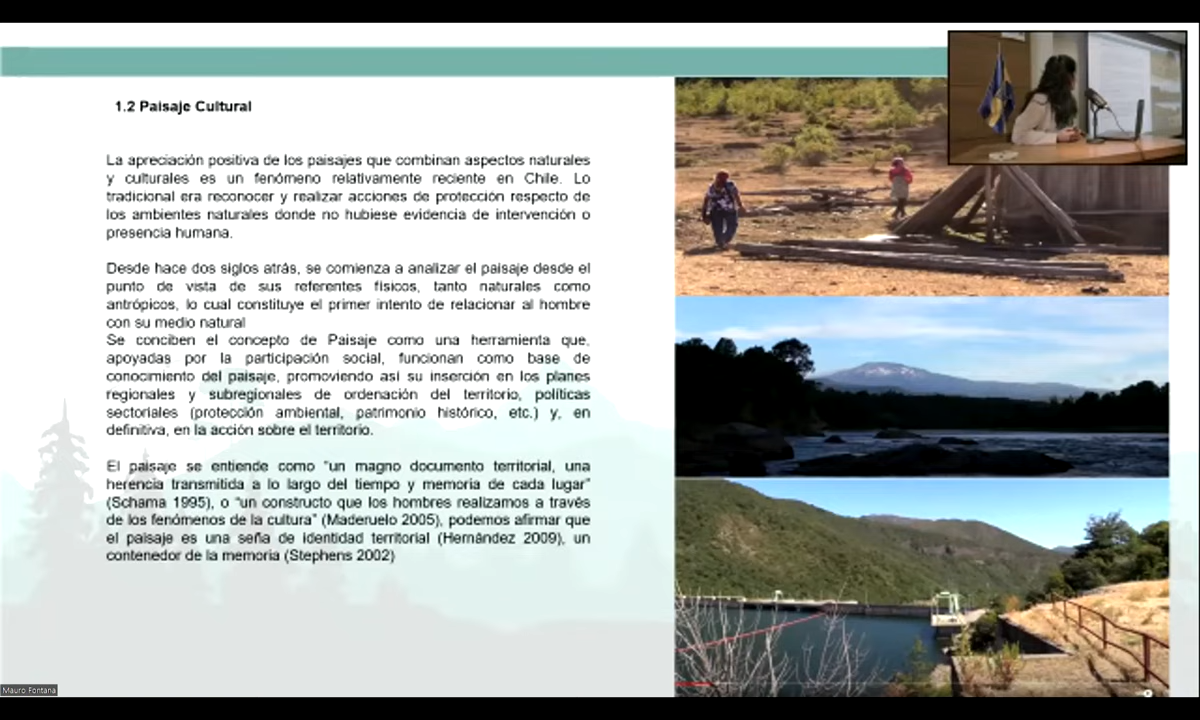 1.2 Paisaje Cultural
La apreciación positiva de los paisajes que combinan aspectos naturales
y culturales es un fenómeno relativamente reciente en Chile. Lo
tradicional era reconocer y realizar acciones de protección respecto de
los ambientes naturales donde no hubiese evidencia de intervención o
presencia humana.
Desde hace dos siglos atrás, se comienza a analizar el paisaje desde el
punto de vista de sus referentes físicos, tanto naturales como
antrópicos, lo cual constituye el primer intento de relacionar al hombre
con su medio natural
Se conciben el concepto de Paisaje como una herramienta que,
apoyadas por la participación social, funcionan como base de
conocimiento del paisaje, promoviendo así su inserción en los planes
regionales y subregionales de ordenación del territorio, políticas
sectoriales (protección ambiental, patrimonio histórico, etc.) y, en
definitiva, en la acción sobre el territorio.
El paisaje se entiende como "un magno documento territorial, una
herencia transmitida a lo largo del tiempo y memoria de cada lugar"
(Schama 1995), o "un constructo que los hombres realizamos a través
de los fenómenos de la cultura" (Maderuelo 2005), podemos afirmar que
el paisaje es una seña de identidad territorial (Hernández 2009), un
contenedor de la memoria (Stephens 2002)
Mauro Fontana